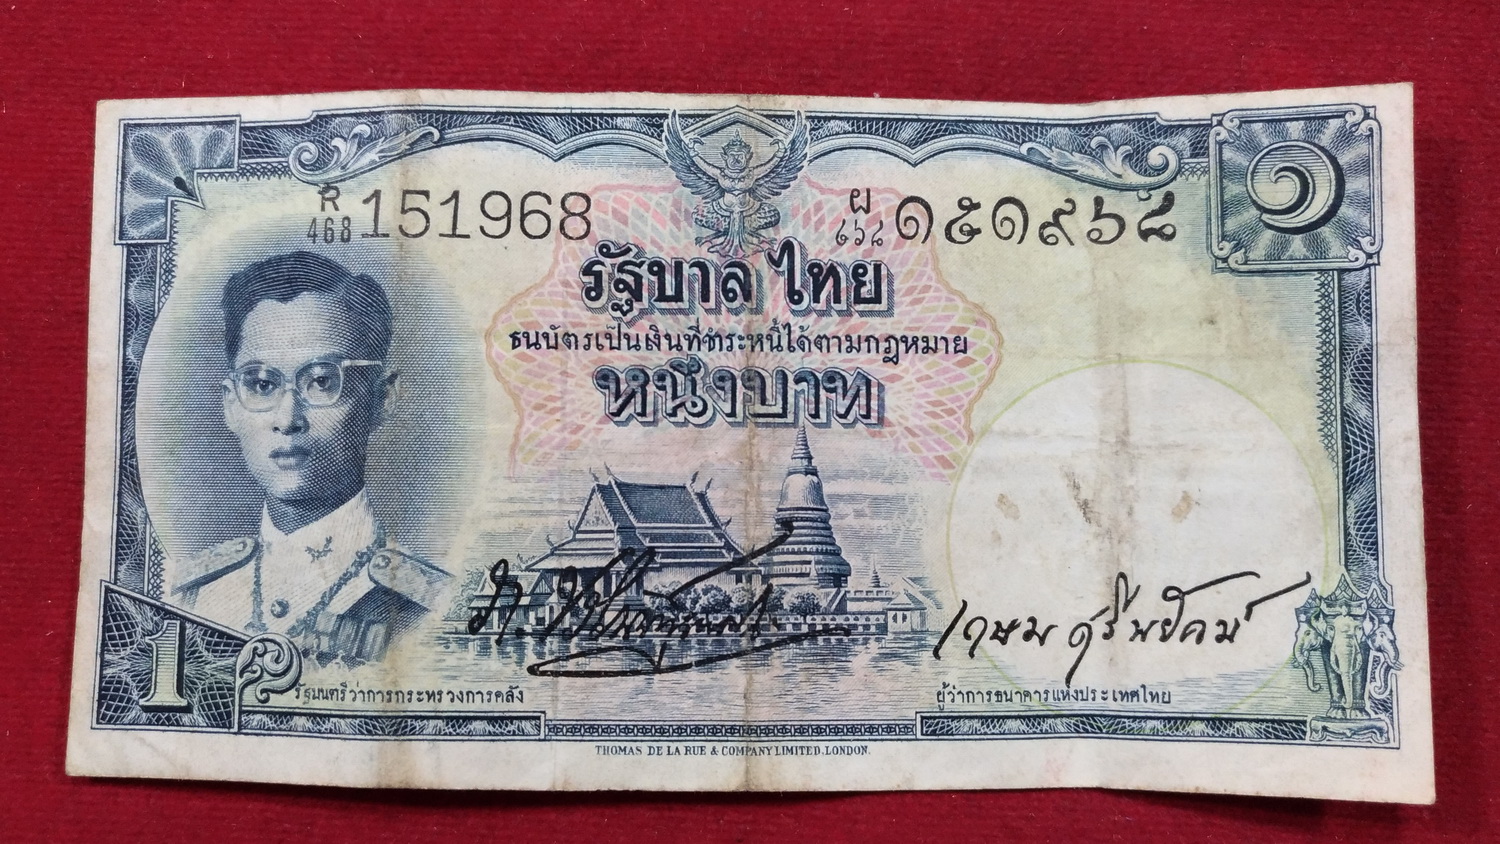 R
468 151968
ผ
๔๖๘ ๑๕๑๙๖๘
๑
รัฐบาลไทย
ธนบัตรเป็นเงินที่ชำระหนี้ได้ตามกฎหมาย
หนึ่งบาท
เกษม ศรีพยัคฆ์
1
รัฐมนตรีว่าการกระทรวงการคลัง
ผู้ว่าการธนาคารแห่งประเทศไทย
THOMAS DE LA RUE & COMPANY LIMITED, LONDON.